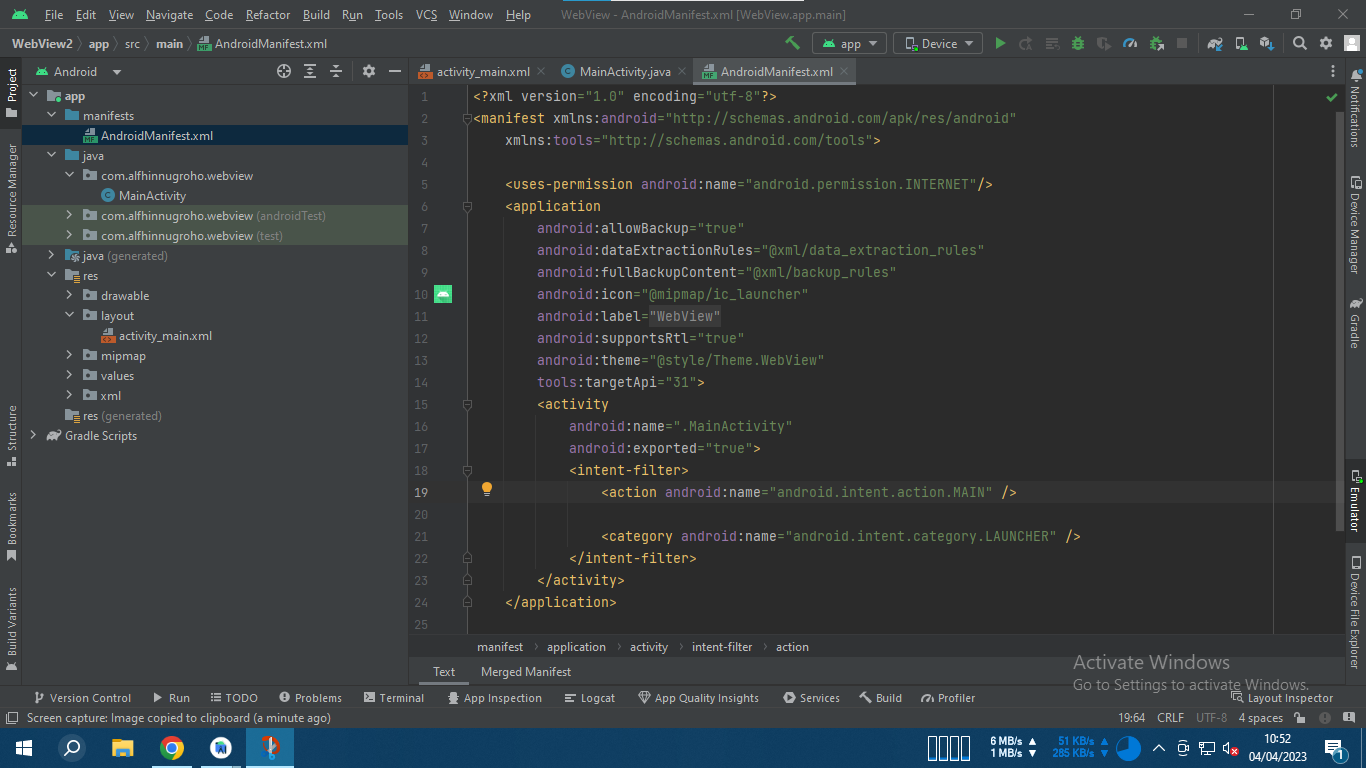 File Edit View Navigate Code Refactor Build Run Tools VCS Window Help WebView - AndroidManifest.xml [WebView.app.main]
WebView2 app src main AndroidManifest.xml app Device
Project
Resource Manager
Structure
Bookmarks
Build Variants
Android
app
manifests
AndroidManifest.xml
java
com.alfhinnugroho.webview
MainActivity
com.alfhinnugroho.webview (androidTest)
com.alfhinnugroho.webview (test)
java (generated)
res
drawable
layout
activity_main.xml
mipmap
values
xml
res (generated)
Gradle Scripts
activity_main.xml MainActivity.java AndroidManifest.xml
1 <?xml version="1.0" encoding="utf-8"?>
2 <manifest xmlns:android="http://schemas.android.com/apk/res/android"
3 xmlns:tools="http://schemas.android.com/tools">
4
5 <uses-permission android:name="android.permission.INTERNET"/>
6 <application
7 android:allowBackup="true"
8 android:dataExtractionRules="@xml/data_extraction_rules"
9 android:fullBackupContent="@xml/backup_rules"
10 android:icon="@mipmap/ic_launcher"
11 android:label="WebView"
12 android:supportsRtl="true"
13 android:theme="@style/Theme.WebView"
14 tools:targetApi="31">
15 <activity
16 android:name=".MainActivity"
17 android:exported="true">
18 <intent-filter>
19 <action android:name="android.intent.action.MAIN" />
20
21 <category android:name="android.intent.category.LAUNCHER" />
22 </intent-filter>
23 </activity>
24 </application>
25
manifest application activity intent-filter action
Text Merged Manifest
Notifications
Device Manager
Gradle
Emulator
Device File Explorer
Activate Windows
Go to Settings to activate Windows.
Version Control Run TODO Problems Terminal App Inspection Logcat App Quality Insights Services Build Profiler Layout Inspector
Screen capture: Image copied to clipboard (a minute ago) 19:64 CRLF UTF-8 4 spaces
6 MB/s 51 KB/s 10:52
1 MB/s 285 KB/s 04/04/2023 1